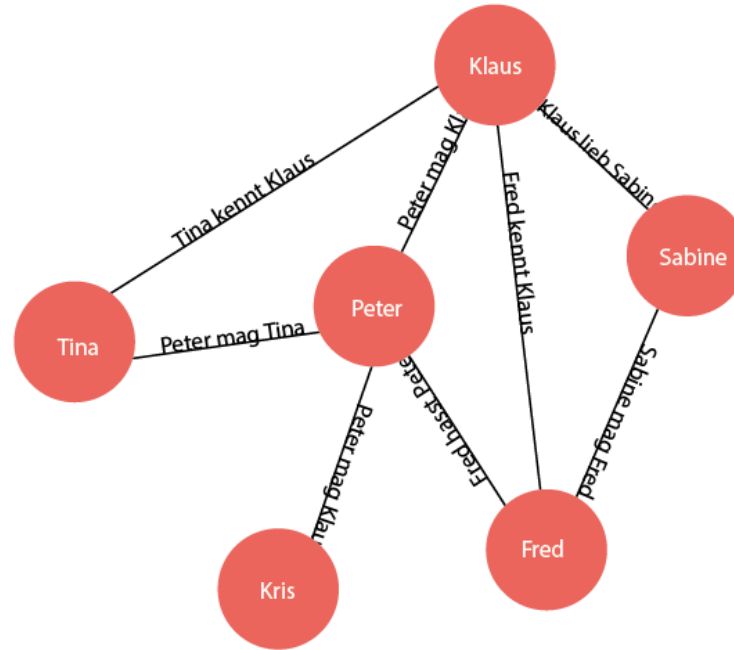 Klaus
Klaus lieb Sabin
Peter mag Kl
Tina kennt Klaus
Fred kennt Klaus
Sabine
Peter
Tina
Peter mag Tina
Fred hasst Pete
Sabine mag Fred
Peter mag Klau
Fred
Kris